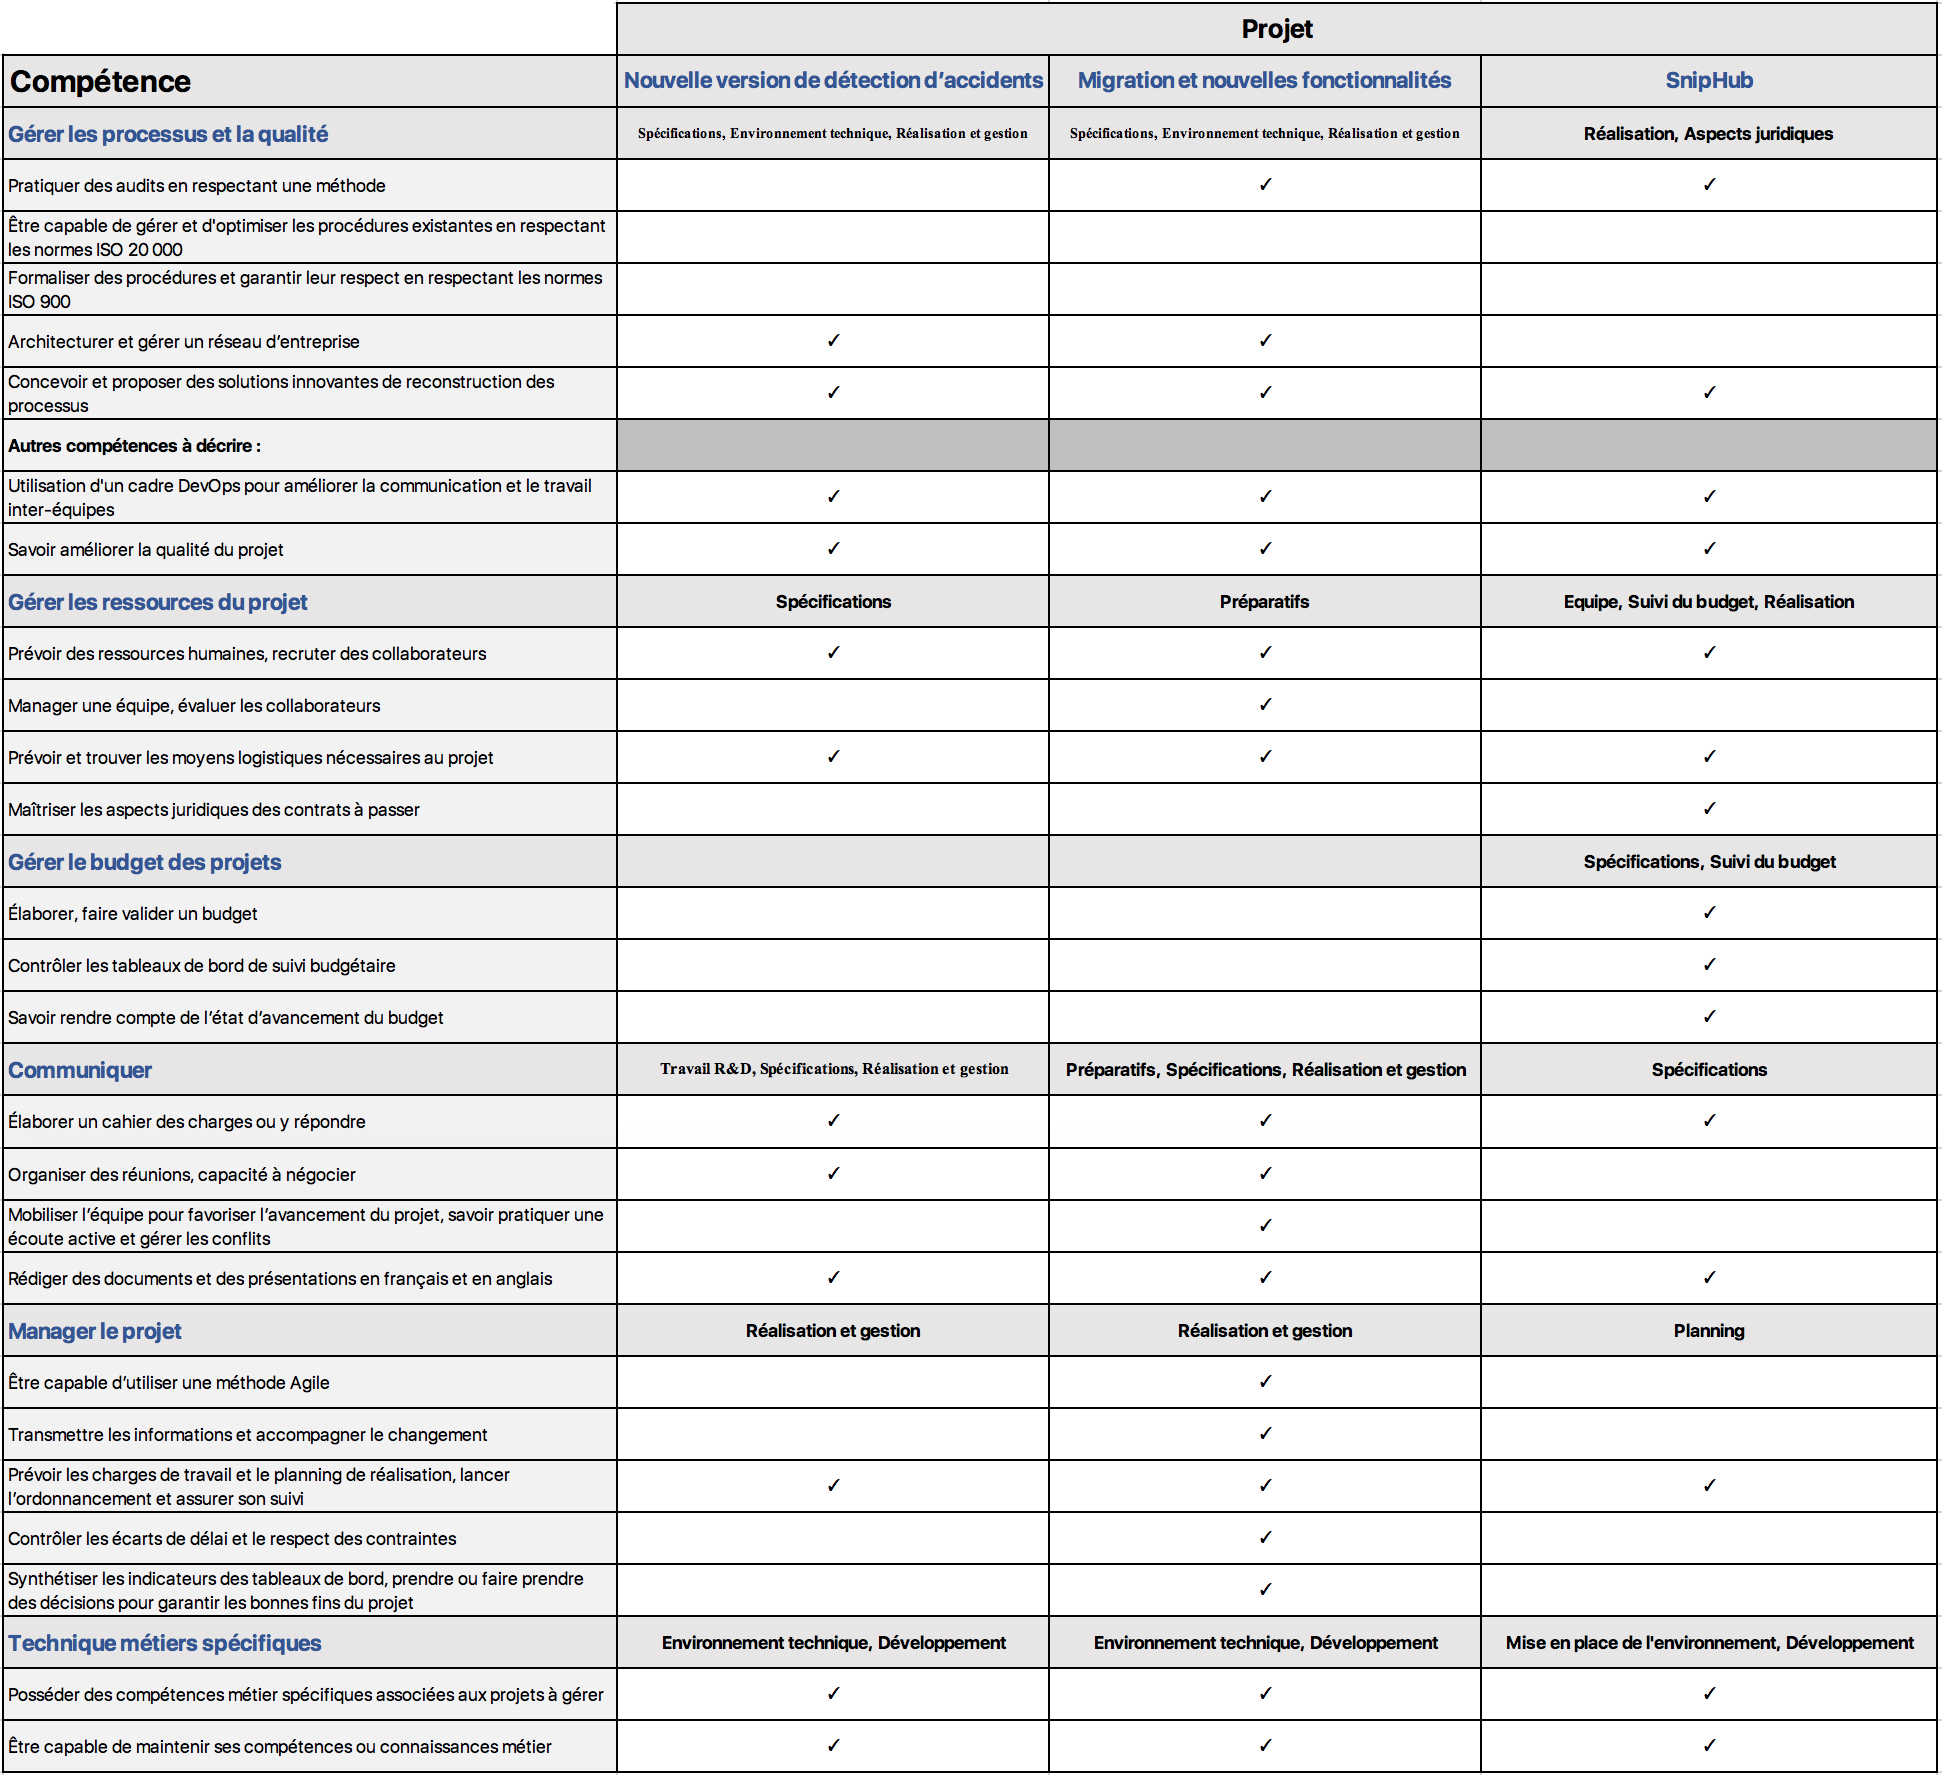 Projet
Compétence
Nouvelle version de détection d’accidents
Migration et nouvelles fonctionnalités
SnipHub
Gérer les processus et la qualité
Spécifications, Environnement technique, Réalisation et gestion
Spécifications, Environnement technique, Réalisation et gestion
Réalisation, Aspects juridiques
Pratiquer des audits en respectant une méthode
✓
✓
Être capable de gérer et d'optimiser les procédures existantes en respectant
les normes ISO 20 000
Formaliser des procédures et garantir leur respect en respectant les normes
ISO 900
Architecturer et gérer un réseau d’entreprise
✓
✓
Concevoir et proposer des solutions innovantes de reconstruction des
processus
✓
✓
✓
Autres compétences à décrire :
Utilisation d'un cadre DevOps pour améliorer la communication et le travail
inter-équipes
✓
✓
✓
Savoir améliorer la qualité du projet
✓
✓
✓
Gérer les ressources du projet
Spécifications
Préparatifs
Equipe, Suivi du budget, Réalisation
Prévoir des ressources humaines, recruter des collaborateurs
✓
✓
✓
Manager une équipe, évaluer les collaborateurs
✓
Prévoir et trouver les moyens logistiques nécessaires au projet
✓
✓
✓
Maîtriser les aspects juridiques des contrats à passer
✓
Gérer le budget des projets
Spécifications, Suivi du budget
Élaborer, faire valider un budget
✓
Contrôler les tableaux de bord de suivi budgétaire
✓
Savoir rendre compte de l’état d’avancement du budget
✓
Communiquer
Travail R&D, Spécifications, Réalisation et gestion
Préparatifs, Spécifications, Réalisation et gestion
Spécifications
Élaborer un cahier des charges ou y répondre
✓
✓
✓
Organiser des réunions, capacité à négocier
✓
✓
Mobiliser l’équipe pour favoriser l’avancement du projet, savoir pratiquer une
écoute active et gérer les conflits
✓
Rédiger des documents et des présentations en français et en anglais
✓
✓
✓
Manager le projet
Réalisation et gestion
Réalisation et gestion
Planning
Être capable d’utiliser une méthode Agile
✓
Transmettre les informations et accompagner le changement
✓
Prévoir les charges de travail et le planning de réalisation, lancer
l’ordonnancement et assurer son suivi
✓
✓
✓
Contrôler les écarts de délai et le respect des contraintes
✓
Synthétiser les indicateurs des tableaux de bord, prendre ou faire prendre
des décisions pour garantir les bonnes fins du projet
✓
Technique métiers spécifiques
Environnement technique, Développement
Environnement technique, Développement
Mise en place de l'environnement, Développement
Posséder des compétences métier spécifiques associées aux projets à gérer
✓
✓
✓
Être capable de maintenir ses compétences ou connaissances métier
✓
✓
✓